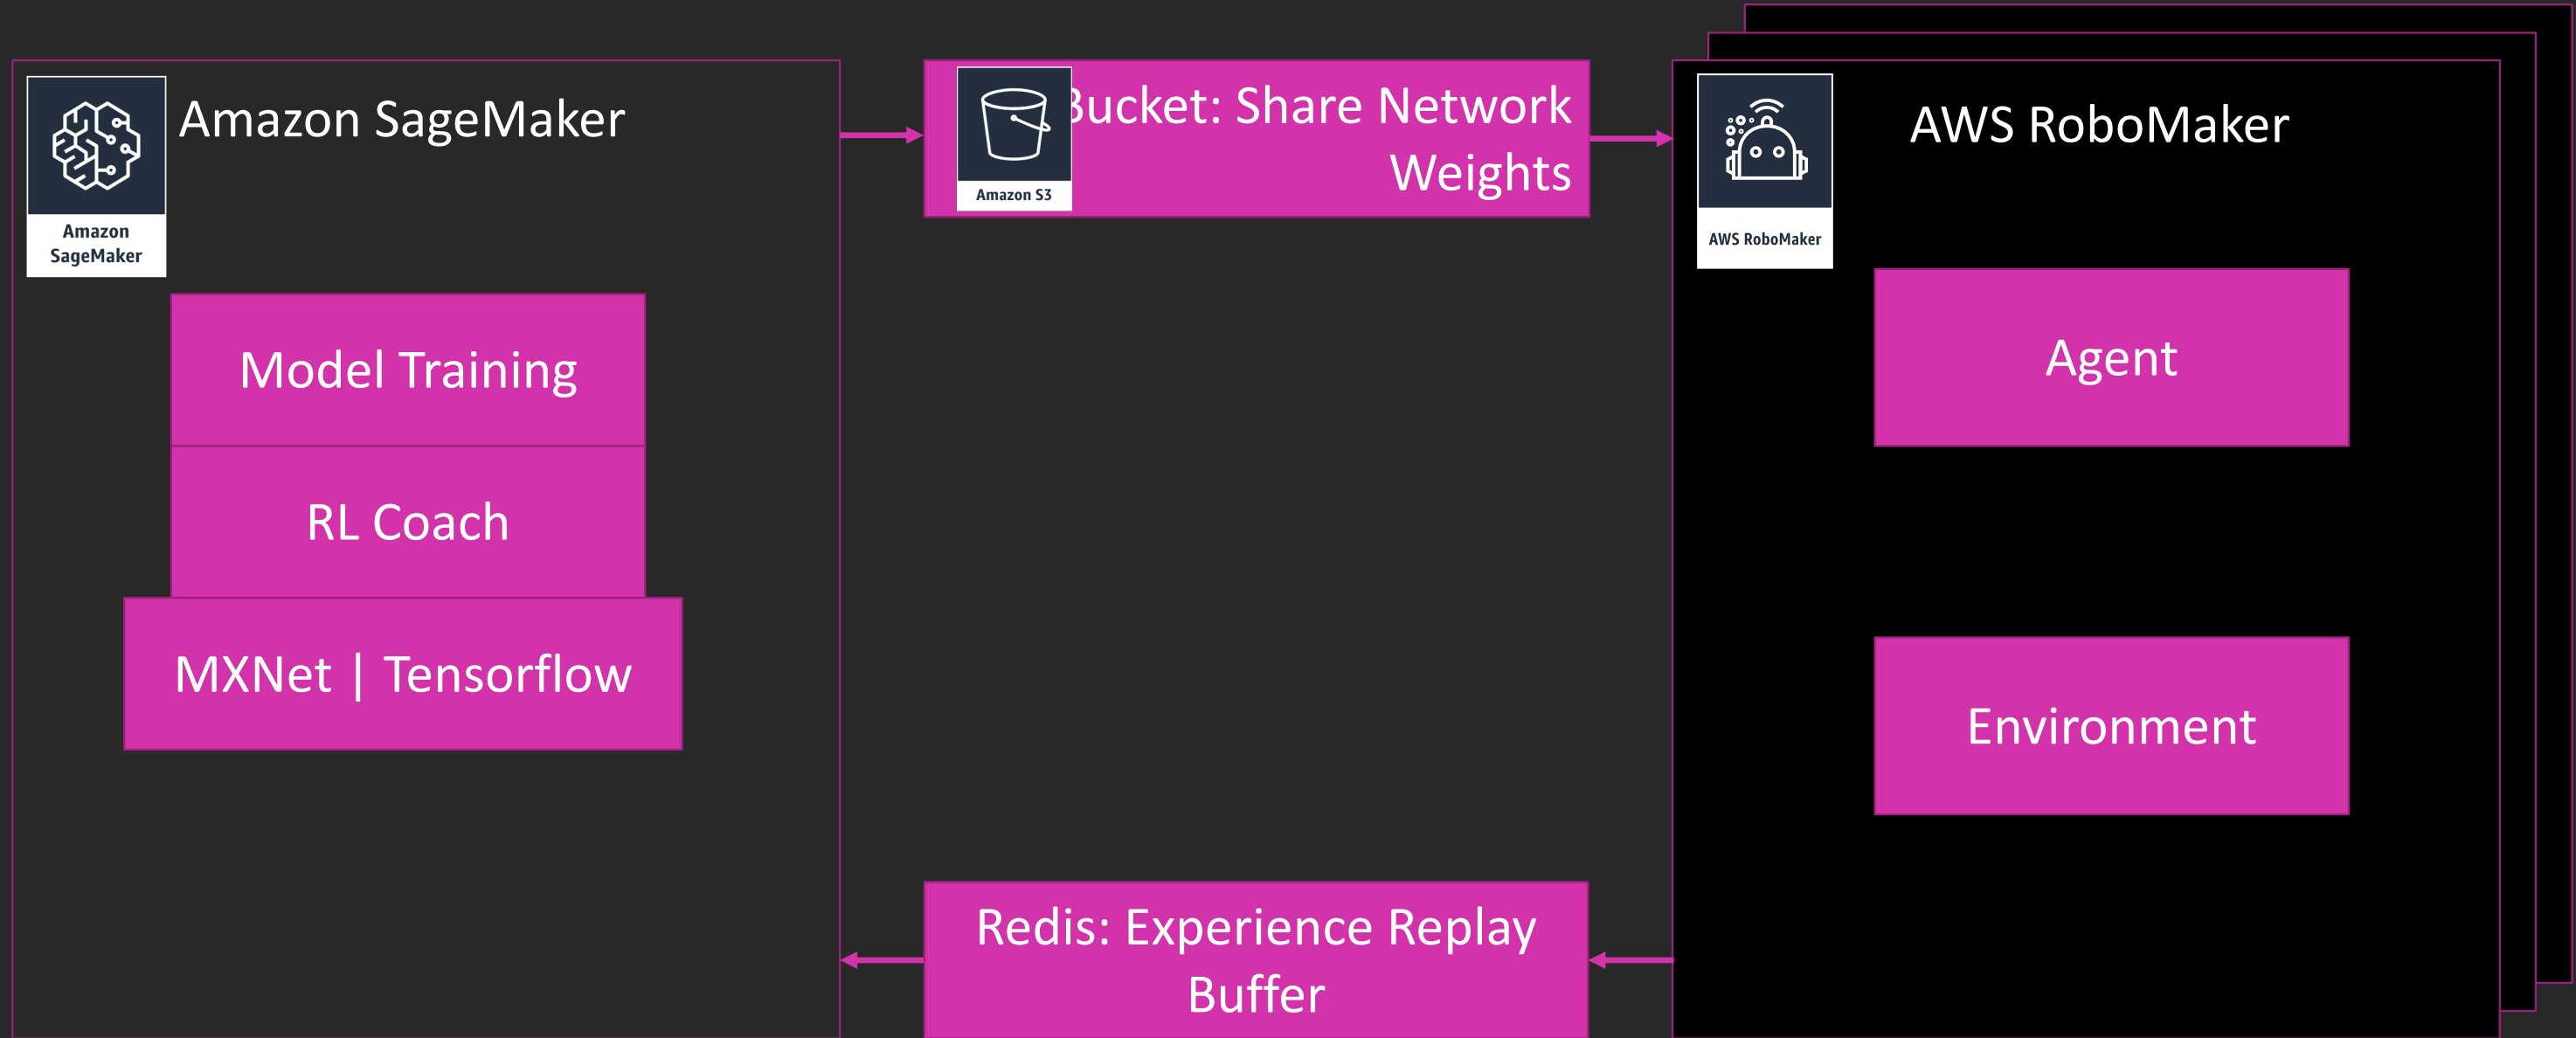 Amazon SageMaker
Amazon
SageMaker
Model Training
RL Coach
MXNet | Tensorflow
Bucket: Share Network
Weights
Amazon S3
Redis: Experience Replay
Buffer
AWS RoboMaker
AWS RoboMaker
Agent
Environment